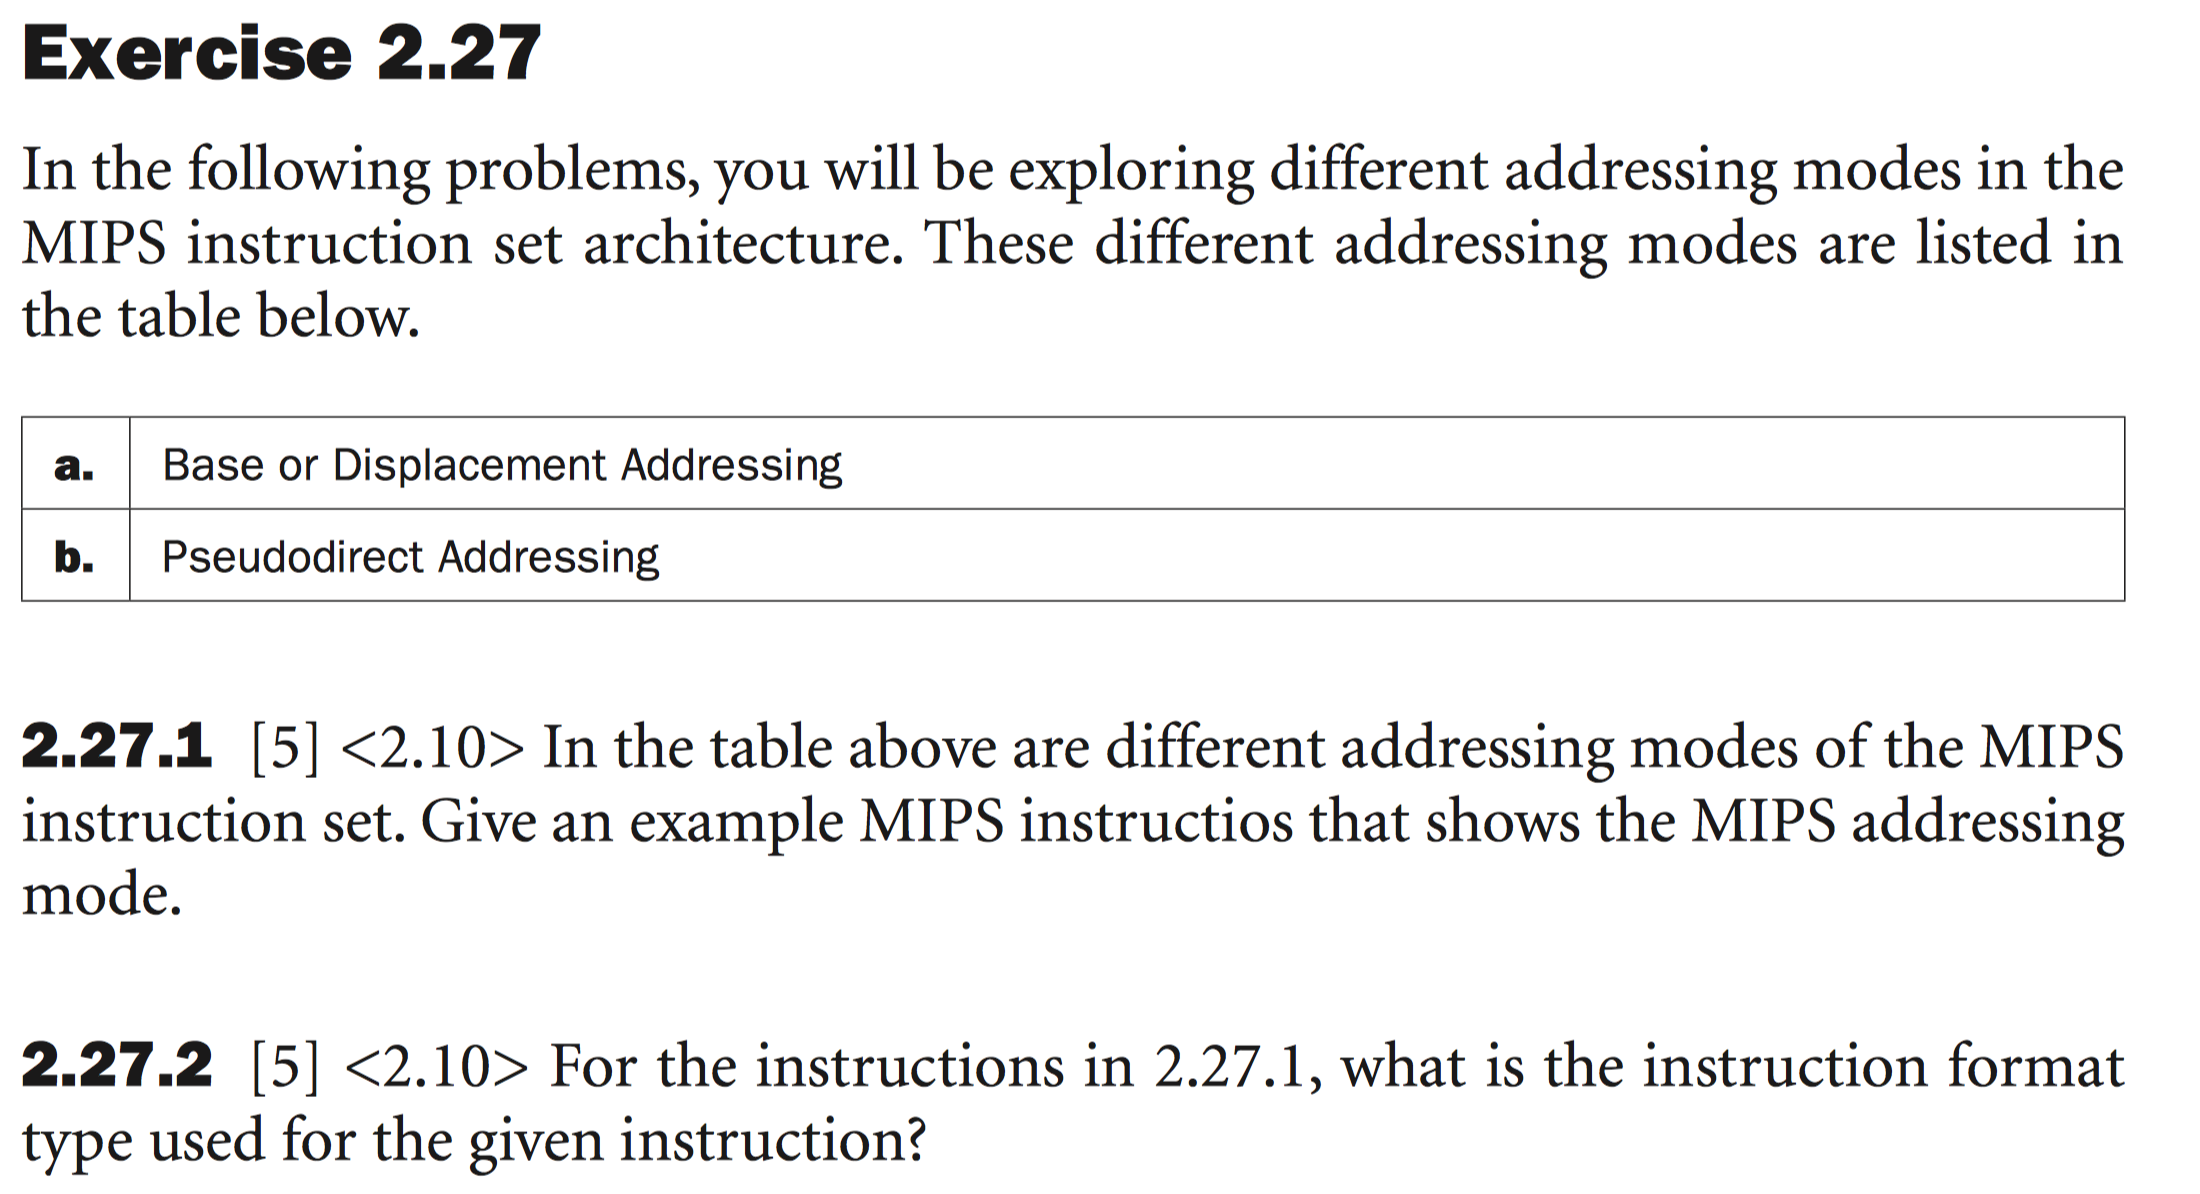 Exercise 2.27
In the following problems, you will be exploring different addressing modes in the
MIPS instruction set architecture. These different addressing modes are listed in
the table below.
a. Base or Displacement Addressing
b. Pseudodirect Addressing
2.27.1 [5] <2.10> In the table above are different addressing modes of the MIPS
instruction set. Give an example MIPS instructios that shows the MIPS addressing
mode.
2.27.2 [5] <2.10> For the instructions in 2.27.1, what is the instruction format
type used for the given instruction?